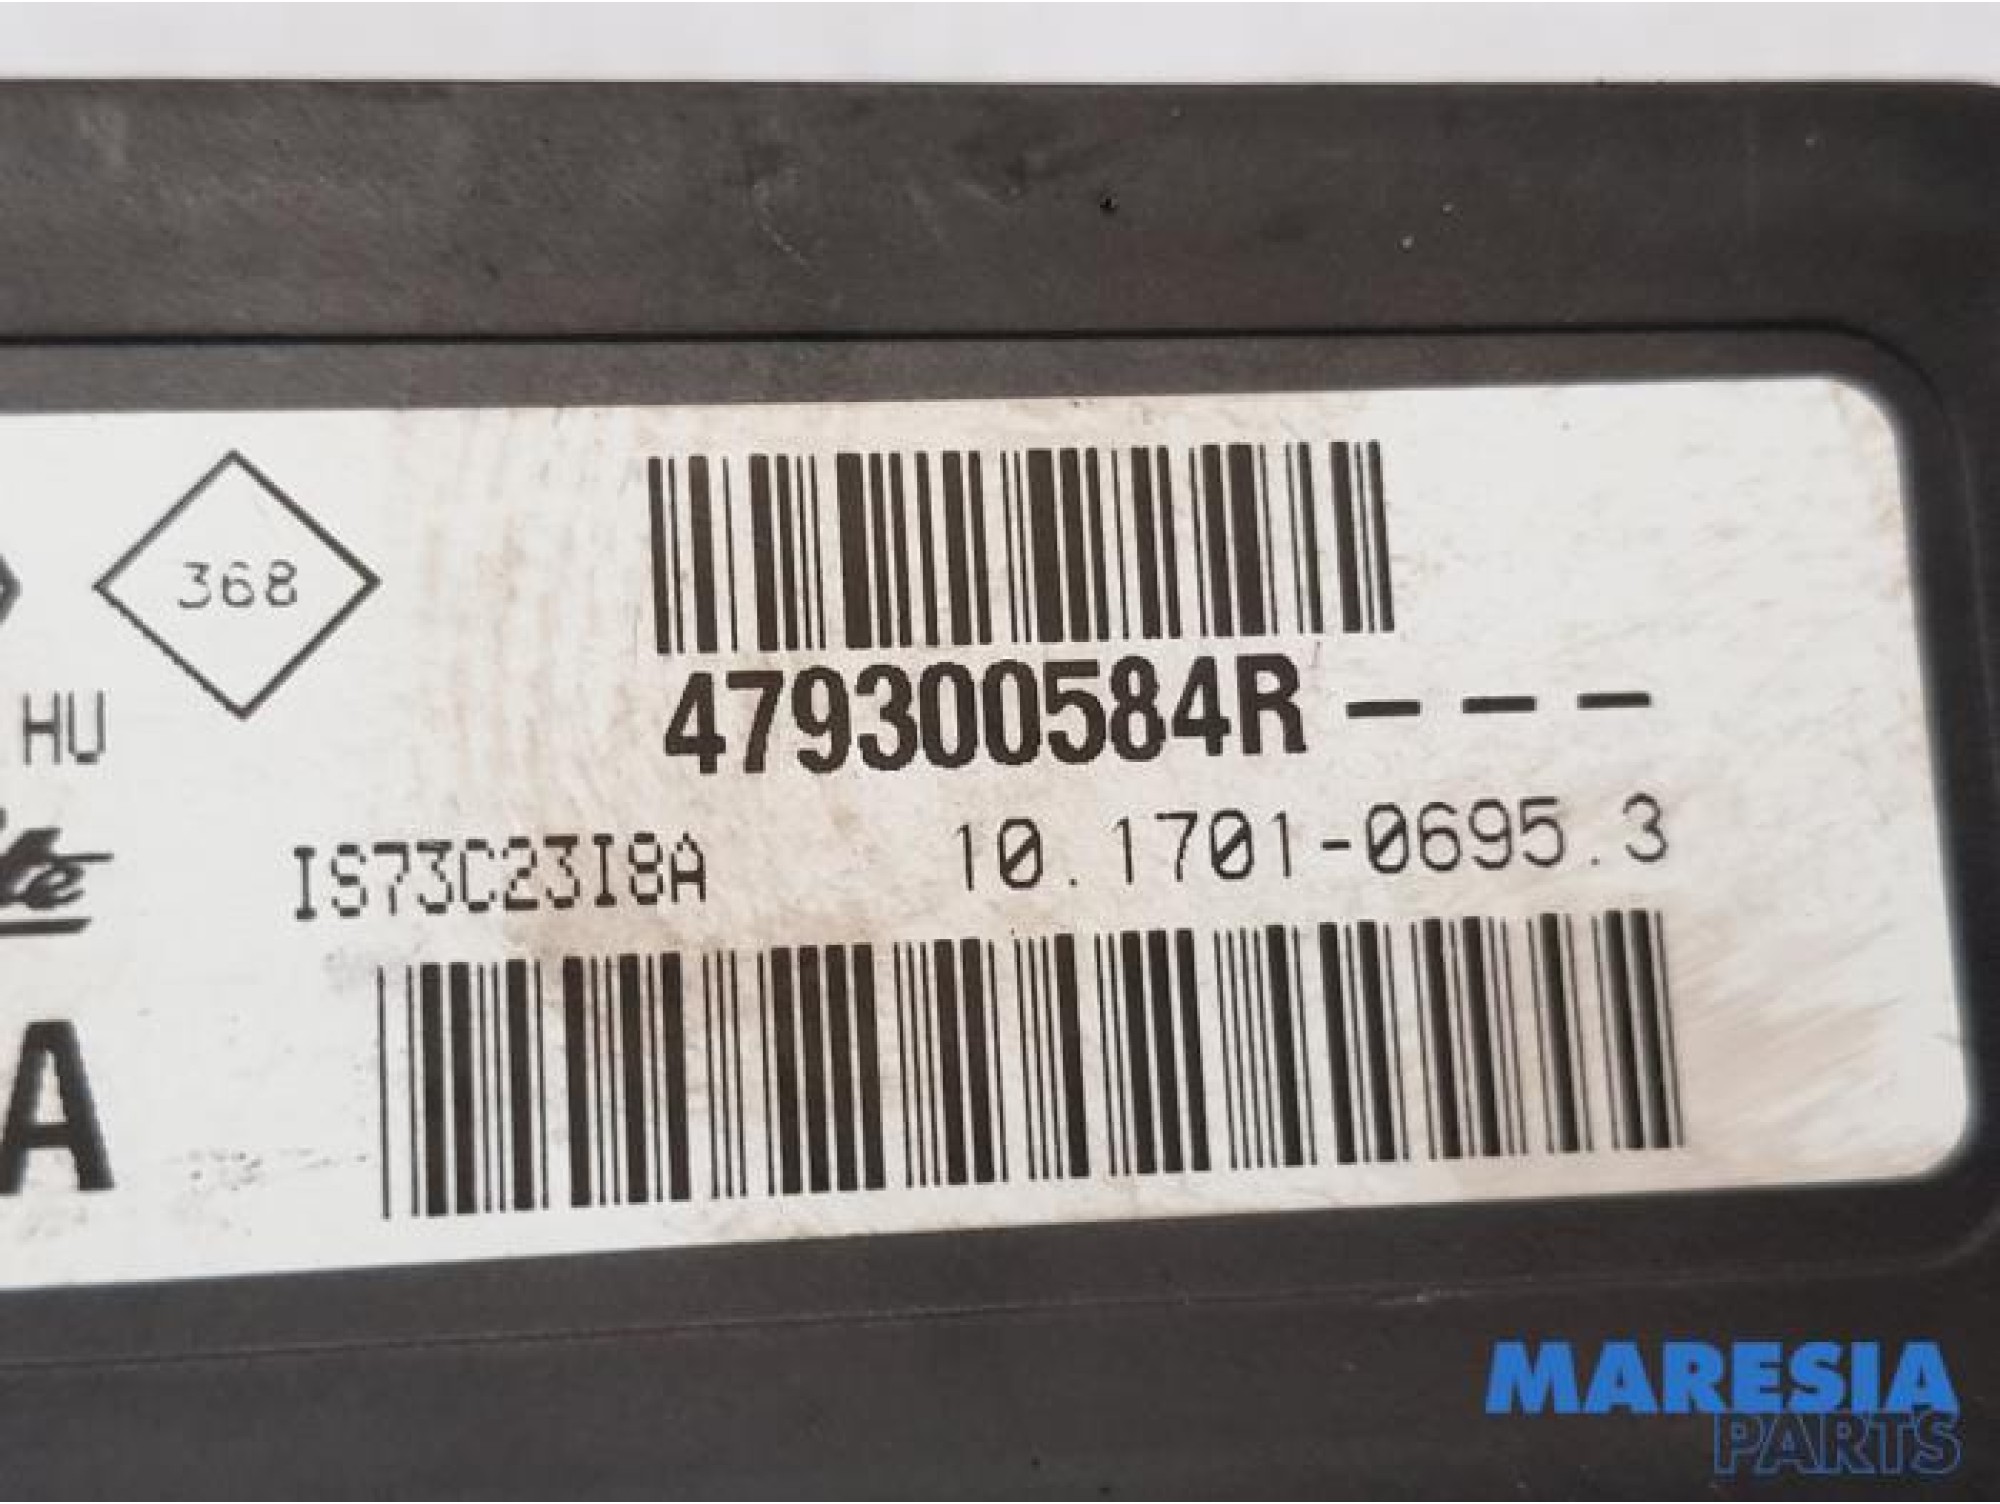 368
479300584R---
HU
IS73C23I8A 10.1701-0695.3
A
MARESIA
PARTS